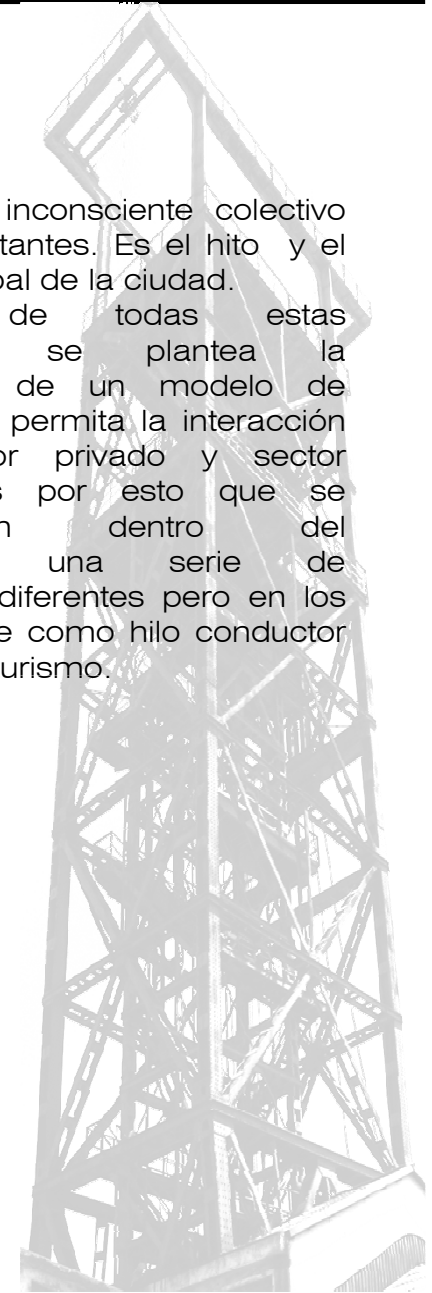 inconsciente colectivo
tantes. Es el hito y el
pal de la ciudad.
de todas estas
se plantea la
de un modelo de
permita la interacción
or privado y sector
s por esto que se
n dentro del
una serie de
diferentes pero en los
e como hilo conductor
urismo.